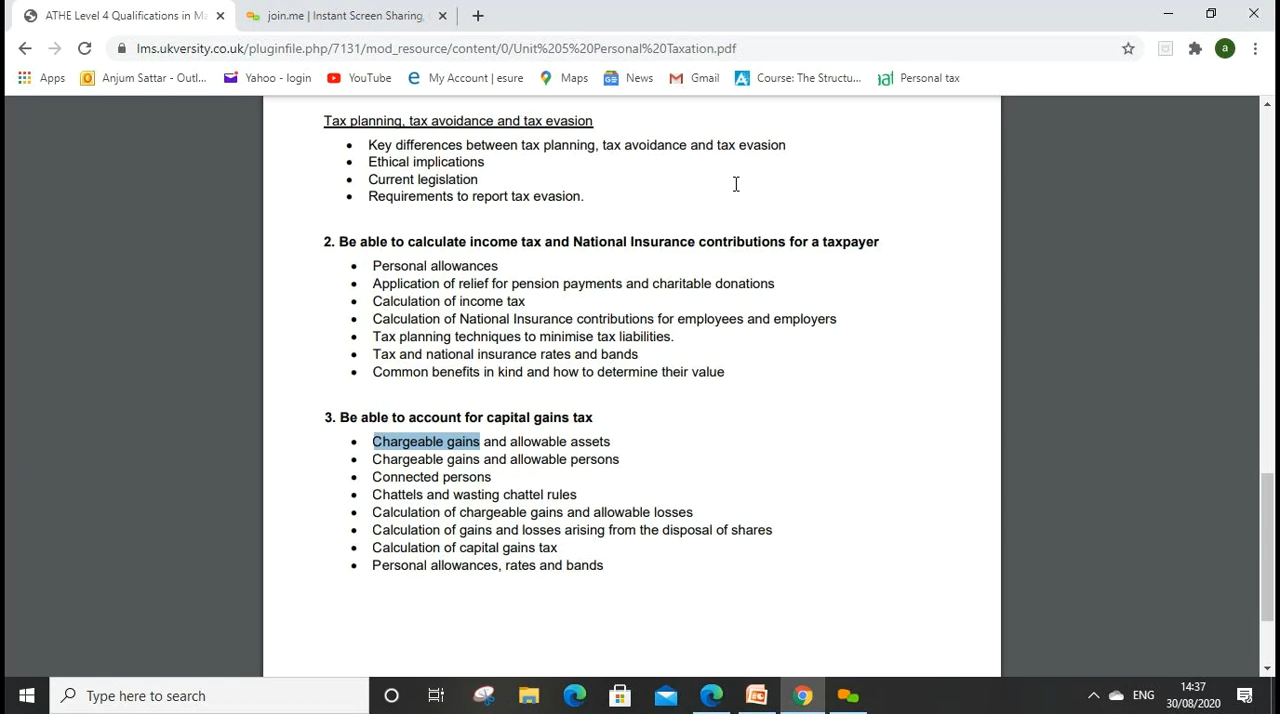 ATHE Level 4 Qualifications in Ma
join.me | Instant Screen Sharing,
lms.ukversity.co.uk/pluginfile.php/7131/mod_resource/content/0/Unit%205%20Personal%20Taxation.pdf
a
Apps
Anjum Sattar - Outl...
Yahoo - login
YouTube
My Account | esure
Maps
News
Gmail
Course: The Structu...
Personal tax
Tax planning, tax avoidance and tax evasion
• Key differences between tax planning, tax avoidance and tax evasion
• Ethical implications
• Current legislation
• Requirements to report tax evasion.
2. Be able to calculate income tax and National Insurance contributions for a taxpayer
• Personal allowances
• Application of relief for pension payments and charitable donations
• Calculation of income tax
• Calculation of National Insurance contributions for employees and employers
• Tax planning techniques to minimise tax liabilities.
• Tax and national insurance rates and bands
• Common benefits in kind and how to determine their value
3. Be able to account for capital gains tax
• Chargeable gains and allowable assets
• Chargeable gains and allowable persons
• Connected persons
• Chattels and wasting chattel rules
• Calculation of chargeable gains and allowable losses
• Calculation of gains and losses arising from the disposal of shares
• Calculation of capital gains tax
• Personal allowances, rates and bands
Type here to search
ENG
14:37
30/08/2020